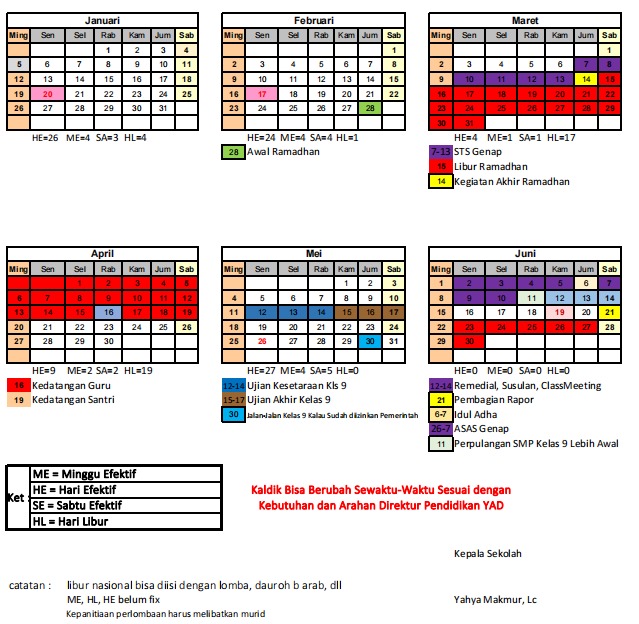 Januari
Ming Sen Sel Rab Kam Jum Sab
1 2 3 4
5 6 7 8 9 10 11
12 13 14 15 16 17 18
19 20 21 22 23 24 25
26 27 28 29 30 31
HE=26 ME=4 SA=3 HL=4
Februari
Ming Sen Sel Rab Kam Jum Sab
1
2 3 4 5 6 7 8
9 10 11 12 13 14 15
16 17 18 19 20 21 22
23 24 25 26 27 28
HE=24 ME=4 SA=4 HL=1
28 Awal Ramadhan
Maret
Ming Sen Sel Rab Kam Jum Sab
1
2 3 4 5 6 7 8
9 10 11 12 13 14 15
16 17 18 19 20 21 22
23 24 25 26 27 28 29
30 31
HE=4 ME=1 SA=1 HL=17
7-13 STS Genap
16 Libur Ramadhan
14 Kegiatan Akhir Ramadhan
April
Ming Sen Sel Rab Kam Jum Sab
1 2 3 4 5
6 7 8 9 10 11 12
13 14 15 16 17 18 19
20 21 22 23 24 25 26
27 28 29 30
HE=9 ME=2 SA=2 HL=19
16 Kedatangan Guru
19 Kedatangan Santri
Mei
Ming Sen Sel Rab Kam Jum Sab
1 2 3
4 5 6 7 8 9 10
11 12 13 14 15 16 17
18 19 20 21 22 23 24
25 26 27 28 29 30 31
HE=27 ME=4 SA=5 HL=0
12-14 Ujian Kesetaraan Kls 9
15-17 Ujian Akhir Kelas 9
30 Jalan-Jalan Kelas 9 Kalau Sudah diizinkan Pemerintah
Juni
Ming Sen Sel Rab Kam Jum Sab
1 2 3 4 5 6 7
8 9 10 11 12 13 14
15 16 17 18 19 20 21
22 23 24 25 26 27 28
29 30
HE=0 ME=0 SA=0 HL=0
12-14 Remedial, Susulan, ClassMeeting
21 Pembagian Rapor
6-7 Idul Adha
26-7 ASAS Genap
11 Perpulangan SMP Kelas 9 Lebih Awal
Ket :
ME = Minggu Efektif
HE = Hari Efektif
SE = Sabtu Efektif
HL = Hari Libur
Kaldik Bisa Berubah Sewaktu-Waktu Sesuai dengan
Kebutuhan dan Arahan Direktur Pendidikan YAD
Kepala Sekolah
catatan : libur nasional bisa diisi dengan lomba, dauroh b arab, dll
ME, HL, HE belum fix
Yahya Makmur, Lc
Kepanitiaan perlombaan harus melibatkan murid